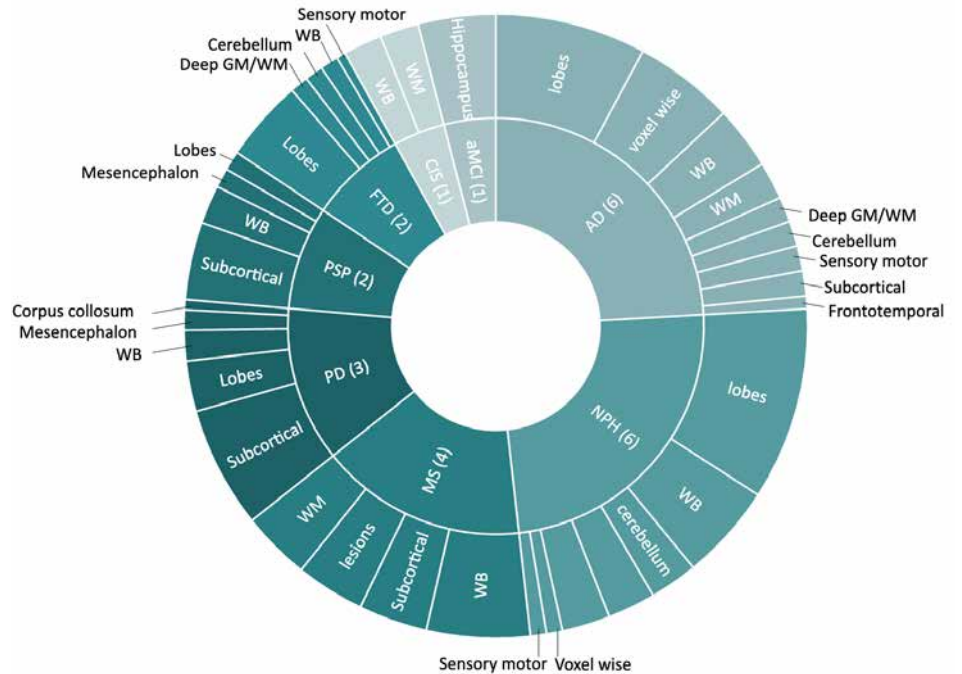 Sensory motor
WB
Cerebellum
Deep GM/WM
Lobes
Lobes
Mesencephalon
WB
Subcortical
Corpus collosum
Mesencephalon
WB
Lobes
Subcortical
WB
WM
Hippocampus
CIS (1)
aMCI (1)
FTD (2)
PSP (2)
PD (3)
MS (4)
NPH (6)
AD (6)
lobes
voxel wise
WB
WM
Deep GM/WM
Cerebellum
Sensory motor
Subcortical
Frontotemporal
lobes
WB
cerebellum
Voxel wise
Sensory motor
WB
Subcortical
lesions
WM